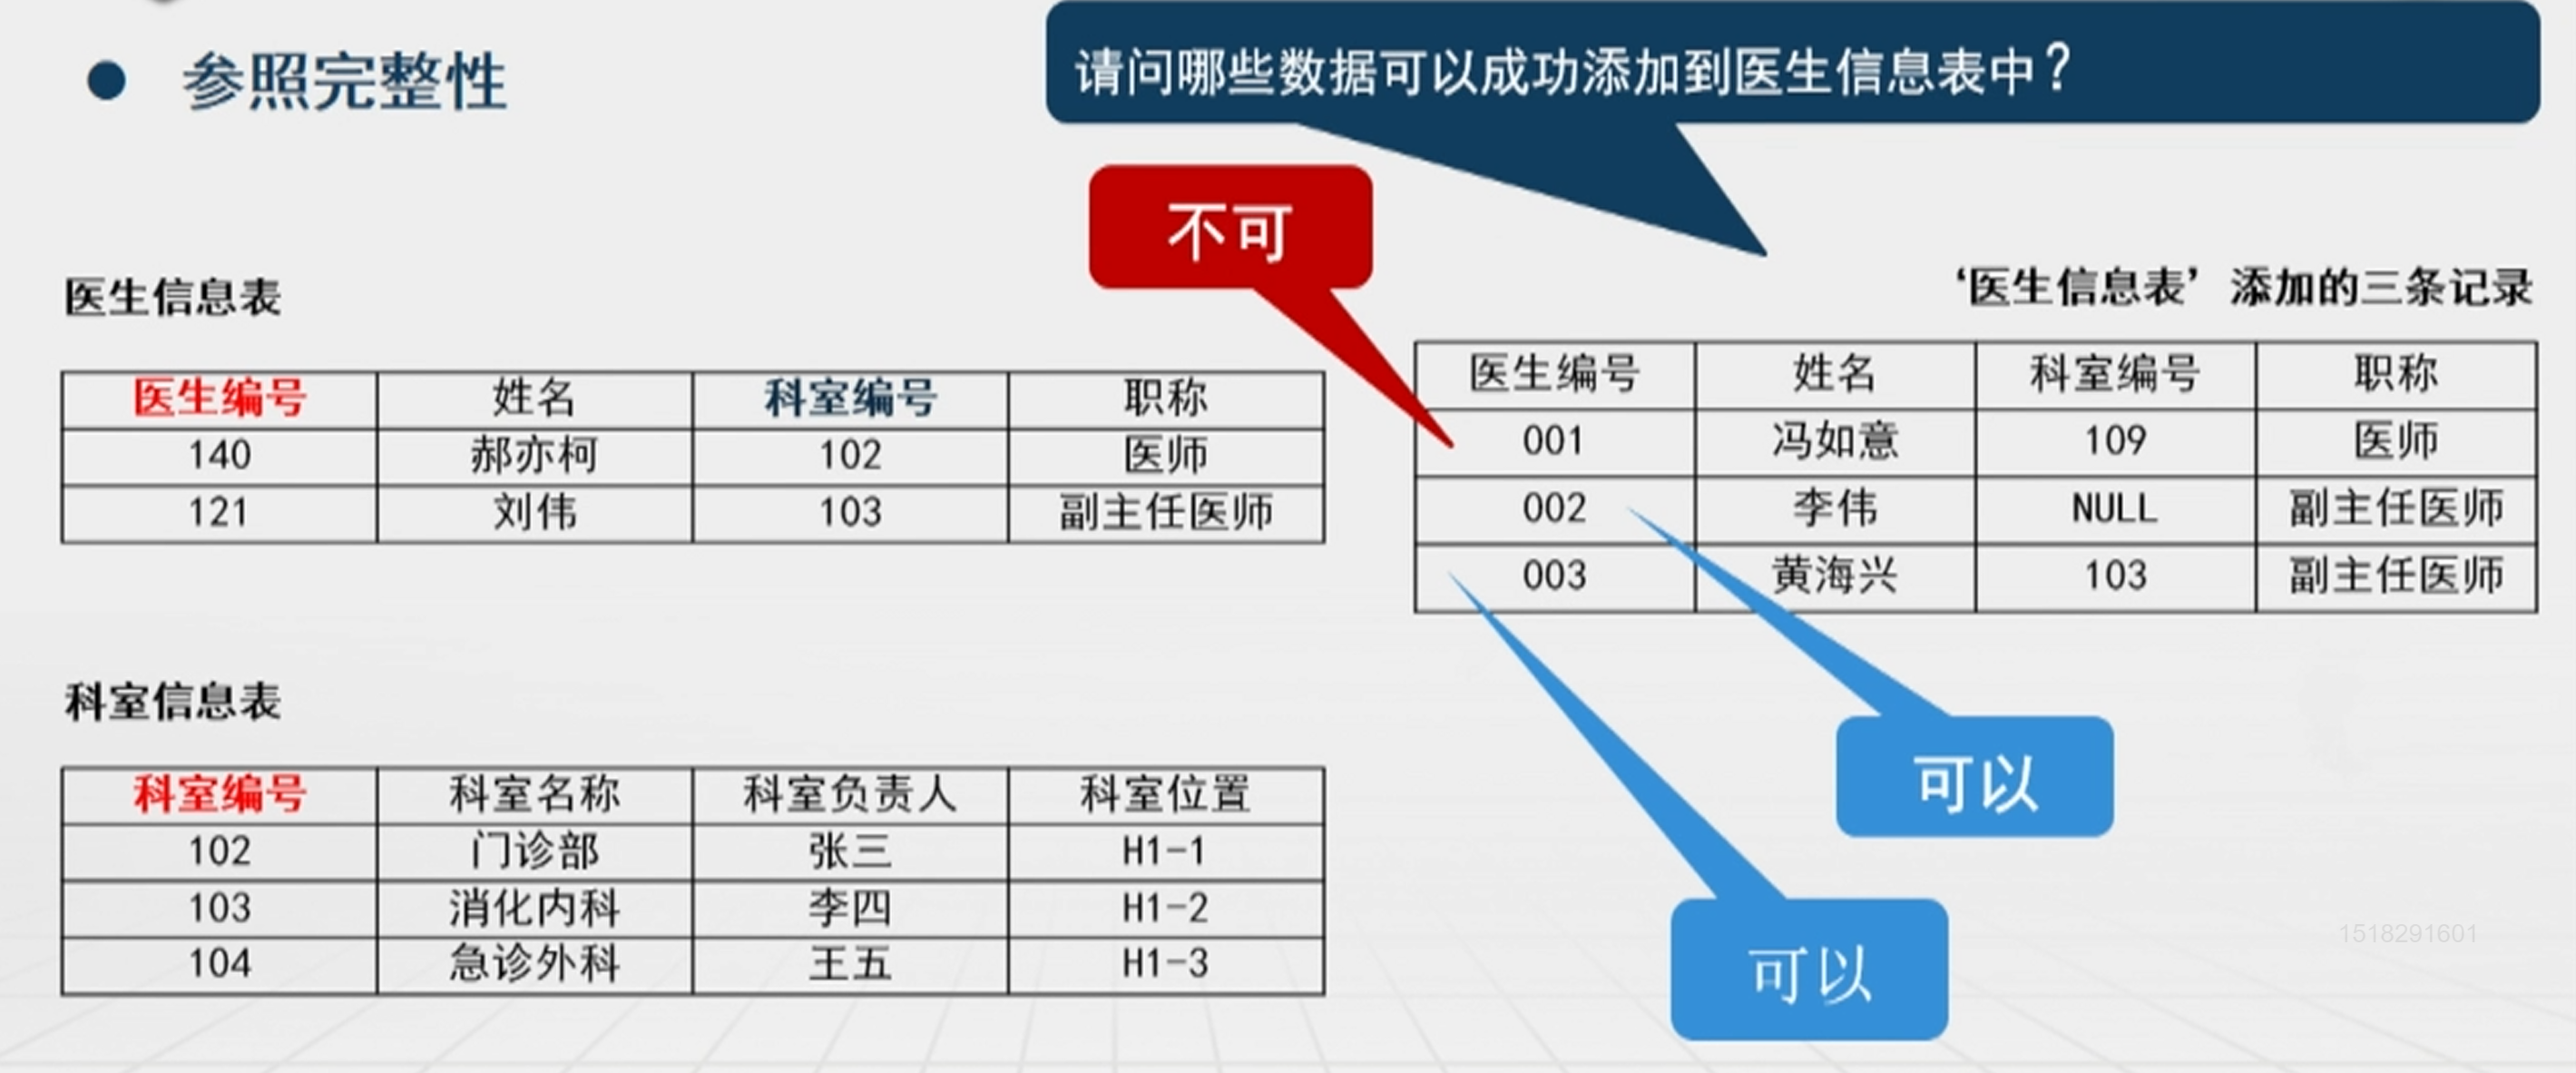 参照完整性
请问哪些数据可以成功添加到医生信息表中？
不可
医生信息表
医生编号 姓名 科室编号 职称
140 郝亦柯 102 医师
121 刘伟 103 副主任医师
‘医生信息表’添加的三条记录
医生编号 姓名 科室编号 职称
001 冯如意 109 医师
002 李伟 NULL 副主任医师
003 黄海兴 103 副主任医师
科室信息表
科室编号 科室名称 科室负责人 科室位置
102 门诊部 张三 H1-1
103 消化内科 李四 H1-2
104 急诊外科 王五 H1-3
可以
可以
1518291601